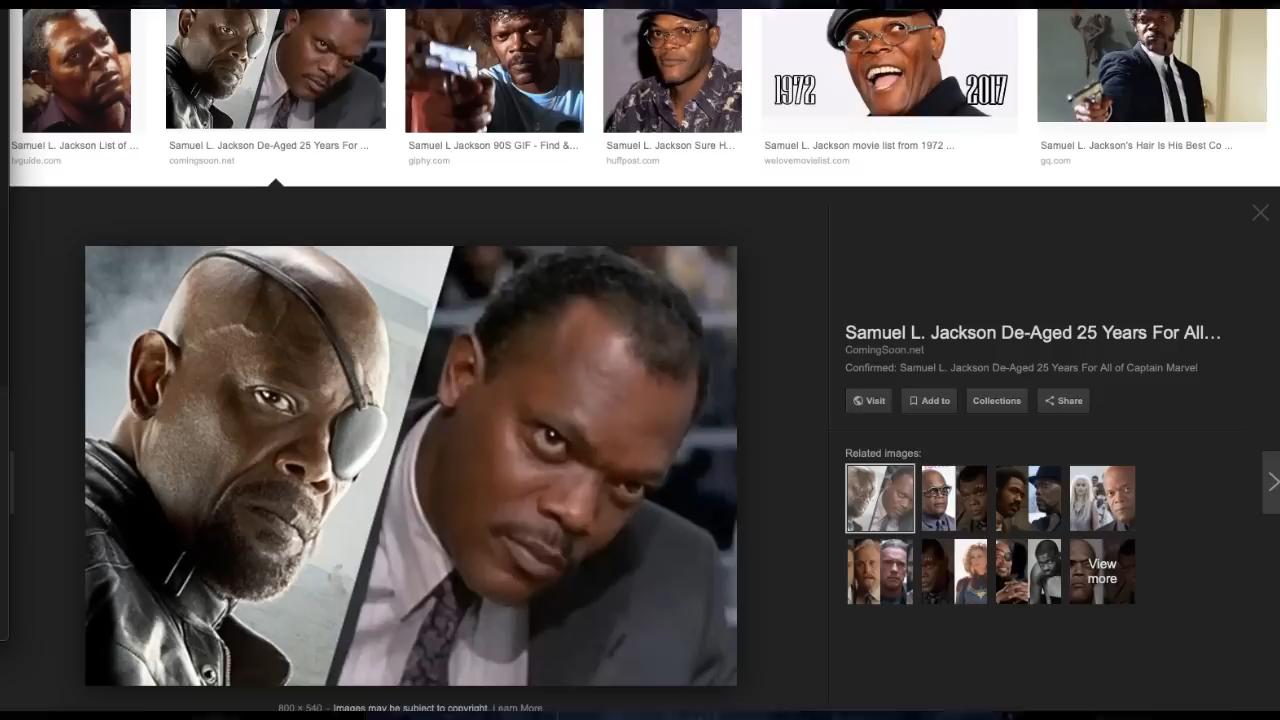 1972
2017
Samuel L. Jackson List of ...
Samuel L. Jackson De-Aged 25 Years For ...
Samuel L Jackson 90S GIF - Find &...
Samuel L. Jackson Sure H...
Samuel L. Jackson movie list from 1972 ...
Samuel L. Jackson's Hair Is His Best Co ...
tvguide.com
comingsoon.net
giphy.com
huffpost.com
welovemovielist.com
gq.com
Samuel L. Jackson De-Aged 25 Years For All...
ComingSoon.net
Confirmed: Samuel L. Jackson De-Aged 25 Years For All of Captain Marvel
Visit
Add to
Collections
Share
Related images:
View
more
800 × 540 - Images may be subject to copyright. Learn More